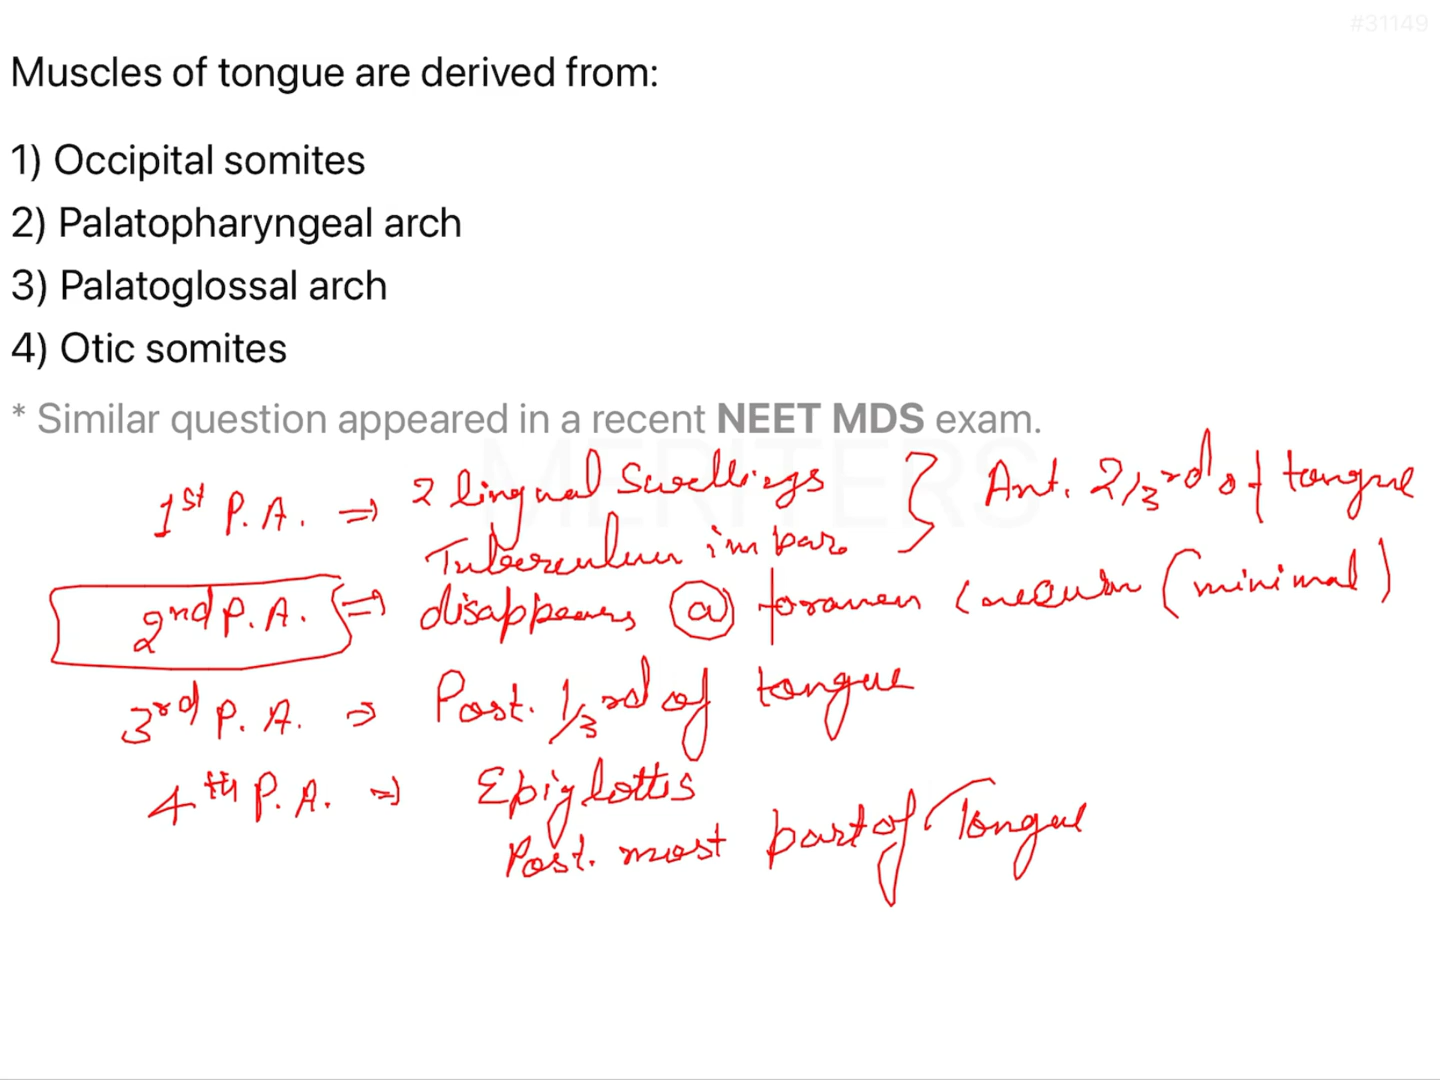 #31149
Muscles of tongue are derived from:
1) Occipital somites
2) Palatopharyngeal arch
3) Palatoglossal arch
4) Otic somites
* Similar question appeared in a recent NEET MDS exam.
MERITERS
1st P.A. ⇒ 2 lingual Swellings } Ant. 2/3rd of tongue
Tuberculum impar
2nd P.A. ⇒ disappears @ foramen (minimal)
3rd P.A. ⇒ Post. 1/3rd of tongue
4th P.A. ⇒ Epiglottis
Post. most part of Tongue